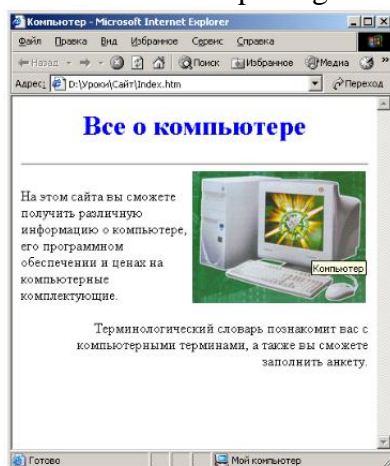 Компьютер - Microsoft Internet Explorer
Файл Правка Вид Избранное Сервис Справка
Назад Поиск Избранное Медиа »
Адрес: D:\Уроки\Сайт\Index.htm Переход
Все о компьютере
На этом сайта вы сможете
получить различную
информацию о компьютере,
его программном
обеспечении и ценах на
компьютерные
комплектующие.
Компьютер
Терминологический словарь познакомит вас с
компьютерными терминами, а также вы сможете
заполнить анкету.
Готово Мой компьютер